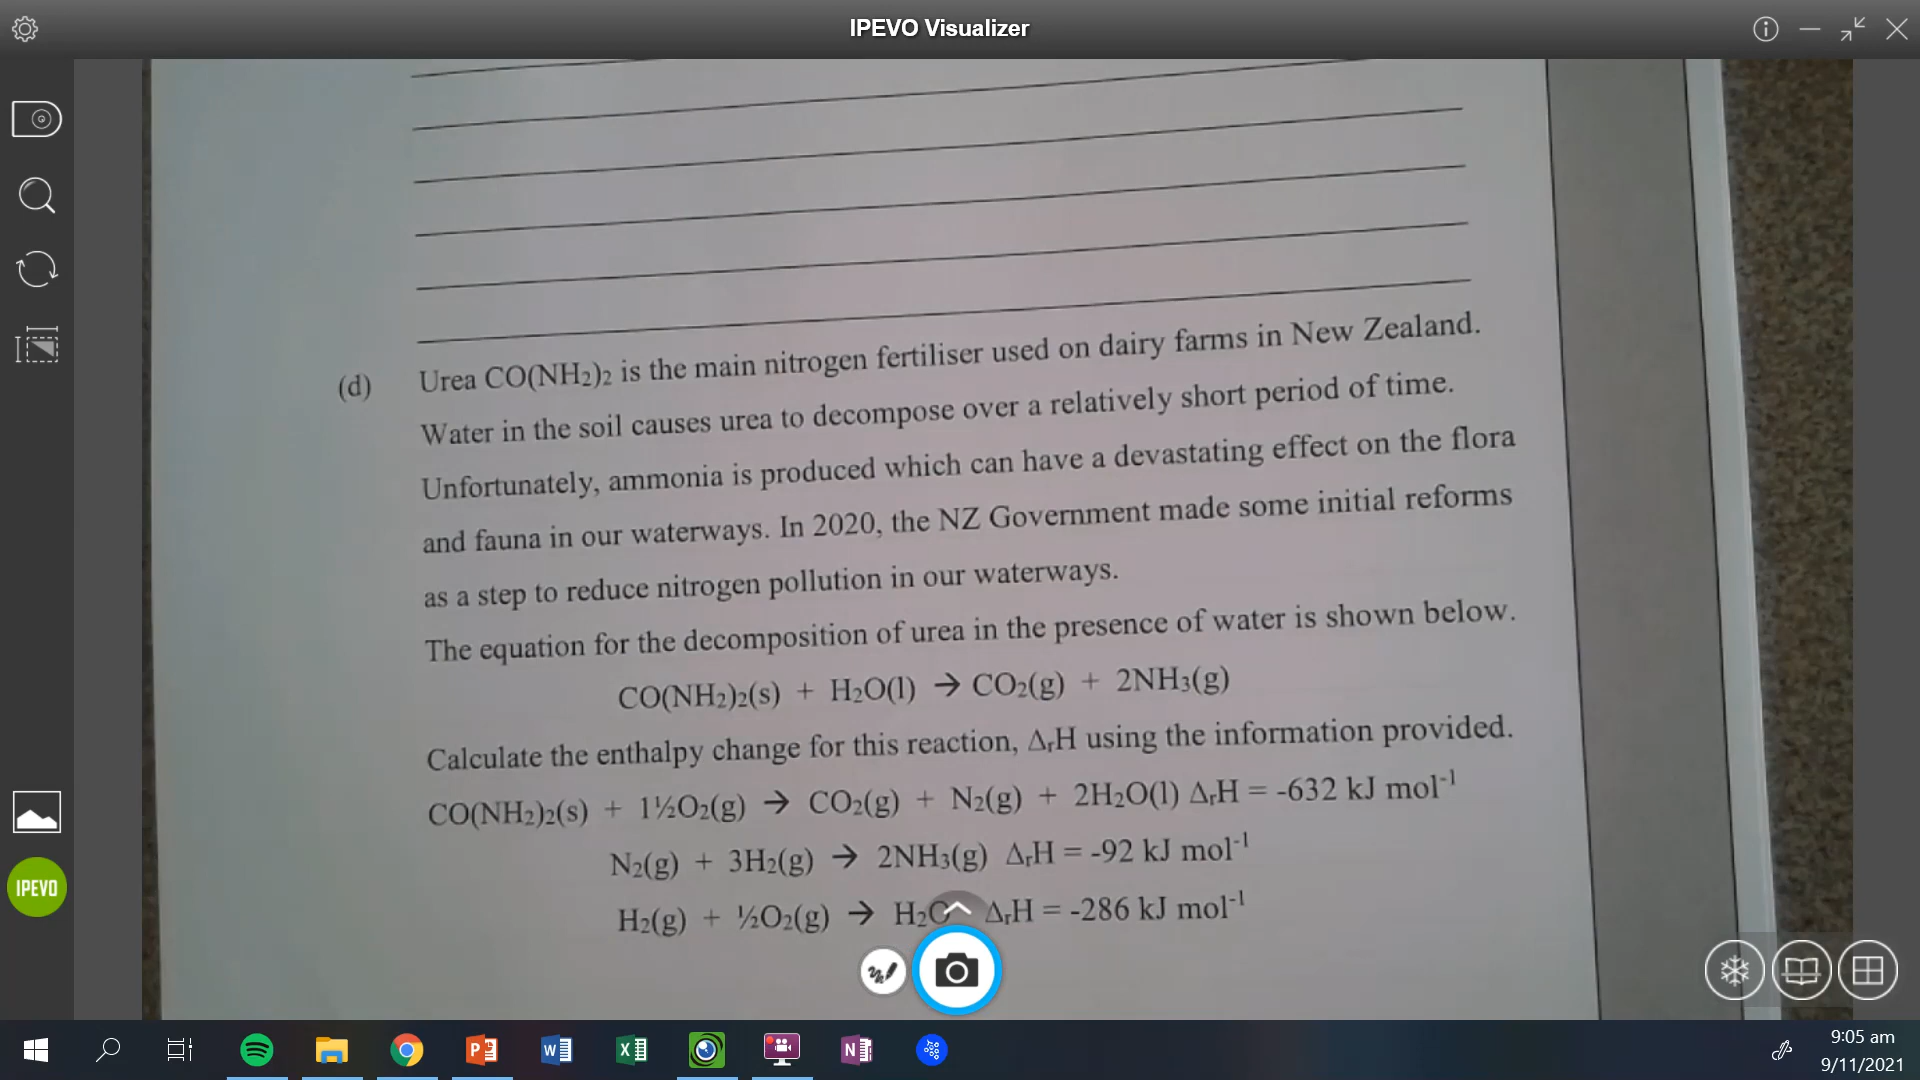 IPEVO Visualizer
(d) Urea CO(NH₂)₂ is the main nitrogen fertiliser used on dairy farms in New Zealand.
Water in the soil causes urea to decompose over a relatively short period of time.
Unfortunately, ammonia is produced which can have a devastating effect on the flora
and fauna in our waterways. In 2020, the NZ Government made some initial reforms
as a step to reduce nitrogen pollution in our waterways.
The equation for the decomposition of urea in the presence of water is shown below.
CO(NH₂)₂(s) + H₂O(l) → CO₂(g) + 2NH₃(g)
Calculate the enthalpy change for this reaction, ΔᵣH using the information provided.
CO(NH₂)₂(s) + 1½O₂(g) → CO₂(g) + N₂(g) + 2H₂O(l) ΔᵣH = -632 kJ mol⁻¹
N₂(g) + 3H₂(g) → 2NH₃(g) ΔᵣH = -92 kJ mol⁻¹
H₂(g) + ½O₂(g) → H₂O ΔᵣH = -286 kJ mol⁻¹
IPEVO
9:05 am
9/11/2021